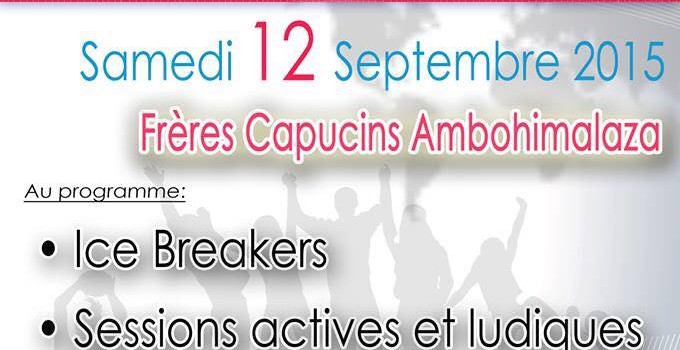 Samedi 12 Septembre 2015
Frères Capucins Ambohimalaza
Au programme:
• Ice Breakers
• Sessions actives et ludiques